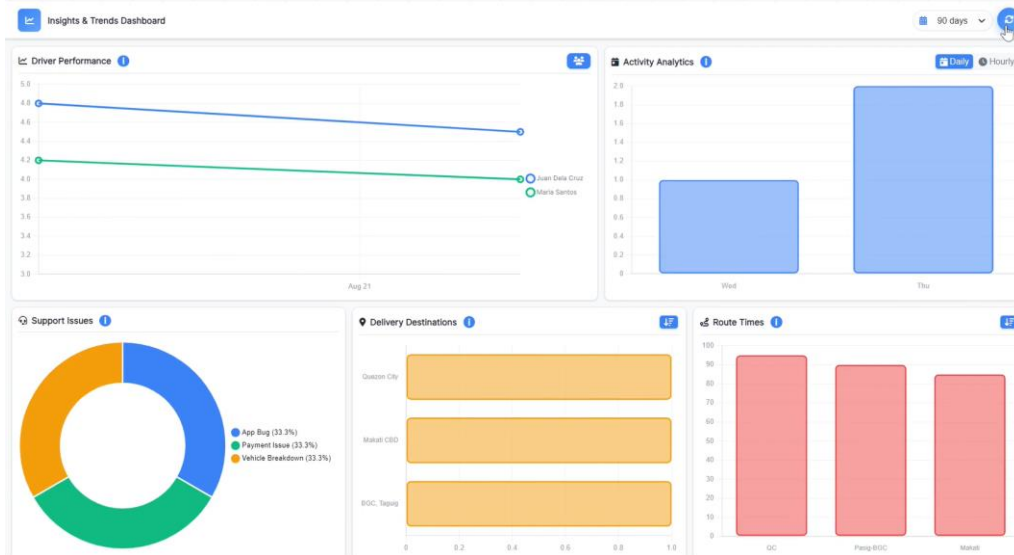 Insights & Trends Dashboard
90 days
Driver Performance
5.0
4.8
4.6
4.4
4.2
4.0
3.8
3.6
3.4
3.2
3.0
Juan Dela Cruz
Maria Santos
Aug 21
Activity Analytics
Daily
Hourly
2.0
1.8
1.6
1.4
1.2
1.0
0.8
0.6
0.4
0.2
0
Wed
Thu
Support Issues
App Bug (33.3%)
Payment Issue (33.3%)
Vehicle Breakdown (33.3%)
Delivery Destinations
Quezon City
Makati CBD
BGC, Taguig
0
0.2
0.4
0.6
0.8
1.0
Route Times
100
90
80
70
60
50
40
30
20
10
0
QC
Pasig-BGC
Makati